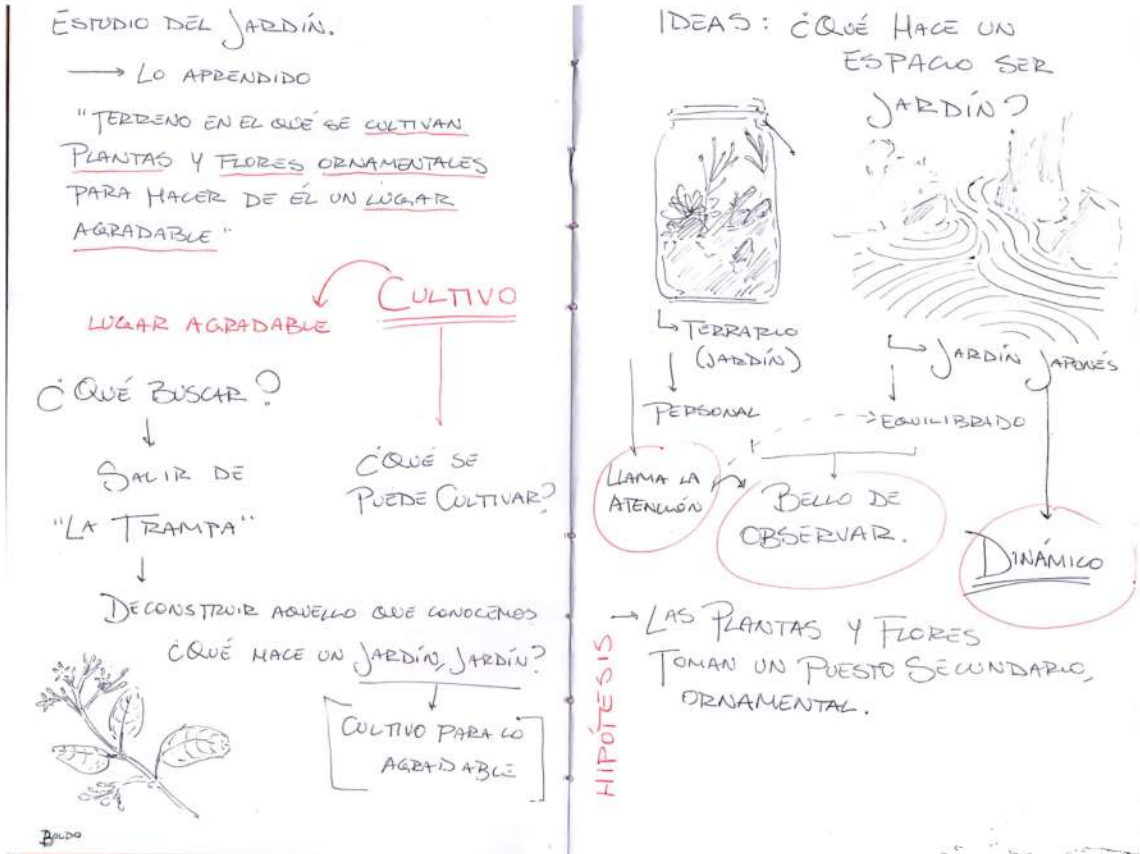 ESTUDIO DEL JARDÍN.
→ LO APRENDIDO
"TERRENO EN EL QUÉ SE CULTIVAN
PLANTAS Y FLORES ORNAMENTALES
PARA HACER DE ÉL UN LUGAR
AGRADABLE"
CULTIVO
LUGAR AGRADABLE
¿QUÉ BUSCAR?
SALIR DE
"LA TRAMPA"
¿QUÉ SE
PUEDE CULTIVAR?
DECONSTRUIR AQUELLO QUE CONOCEMOS
¿QUÉ HACE UN JARDÍN, JARDÍN?
CULTIVO PARA LO
AGRADABLE
BOLDO
IDEAS: ¿QUÉ HACE UN
ESPACIO SER
JARDÍN?
TERRARIO
(JARDÍN)
PERSONAL
JARDÍN JAPONÉS
EQUILIBRADO
LLAMA LA
ATENCIÓN
BELLO DE
OBSERVAR.
DINÁMICO
HIPÓTESIS
→ LAS PLANTAS Y FLORES
TOMAN UN PUESTO SECUNDARIO,
ORNAMENTAL.